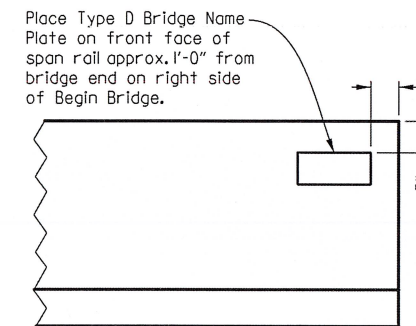 Place Type D Bridge Name
Plate on front face of
span rail approx. 1'-0" from
bridge end on right side
of Begin Bridge.